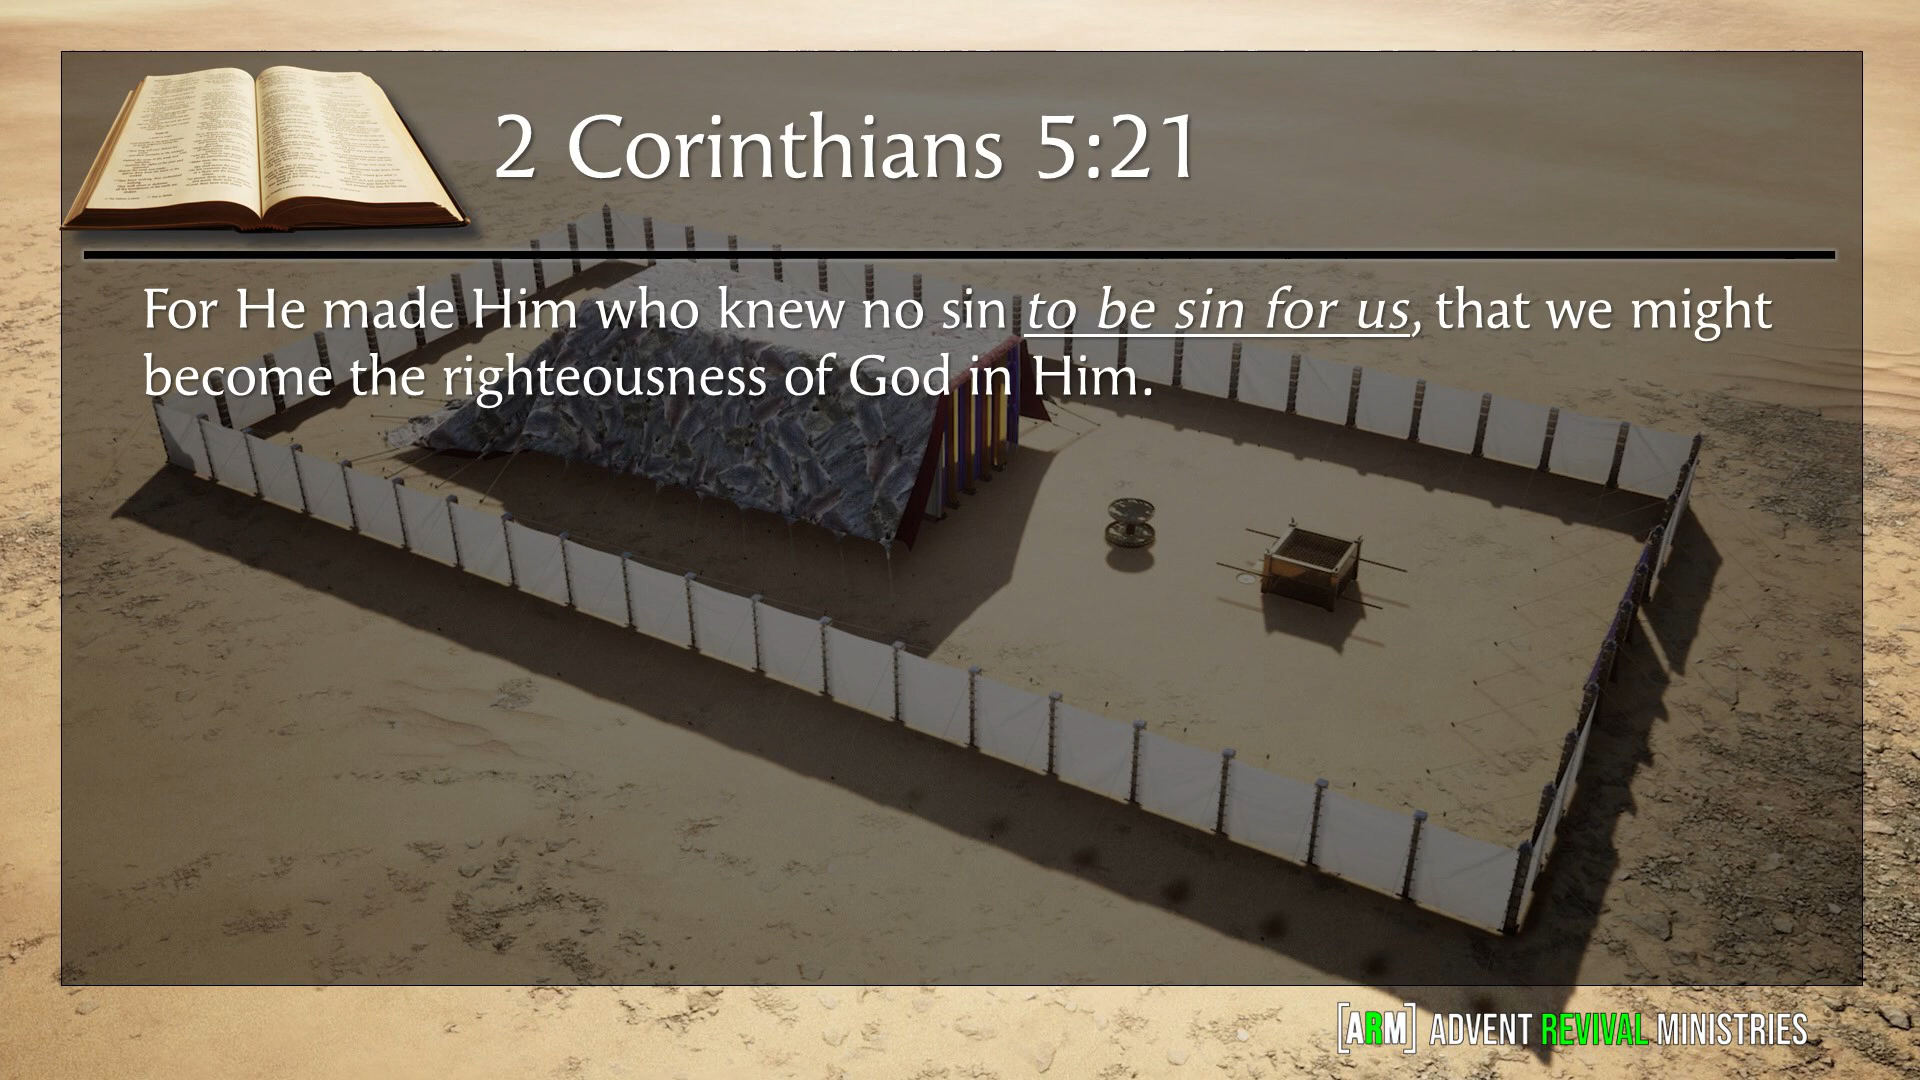 2 Corinthians 5:21
For He made Him who knew no sin to be sin for us, that we might
become the righteousness of God in Him.
[ARM] ADVENT REVIVAL MINISTRIES